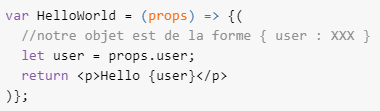 var HelloWorld = (props) => {(
//notre objet est de la forme { user : XXX }
let user = props.user;
return <p>Hello {user}</p>
)};